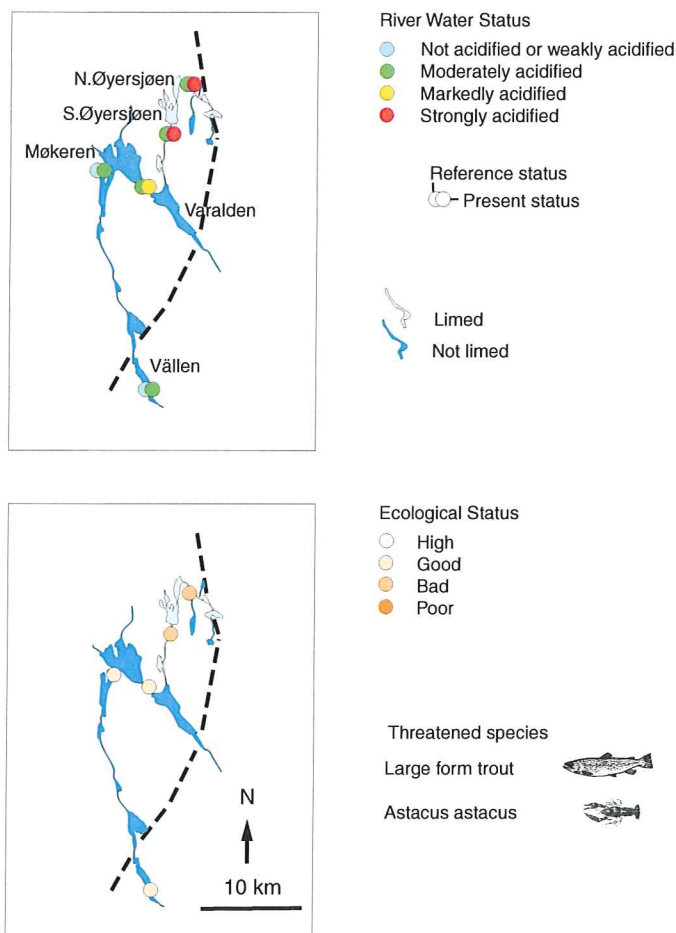 N.Øyersjøen
S.Øyersjøen
Møkeren
Varalden
Vällen
River Water Status
Not acidified or weakly acidified
Moderately acidified
Markedly acidified
Strongly acidified
Reference status
Present status
Limed
Not limed
N
10 km
Ecological Status
High
Good
Bad
Poor
Threatened species
Large form trout
Astacus astacus